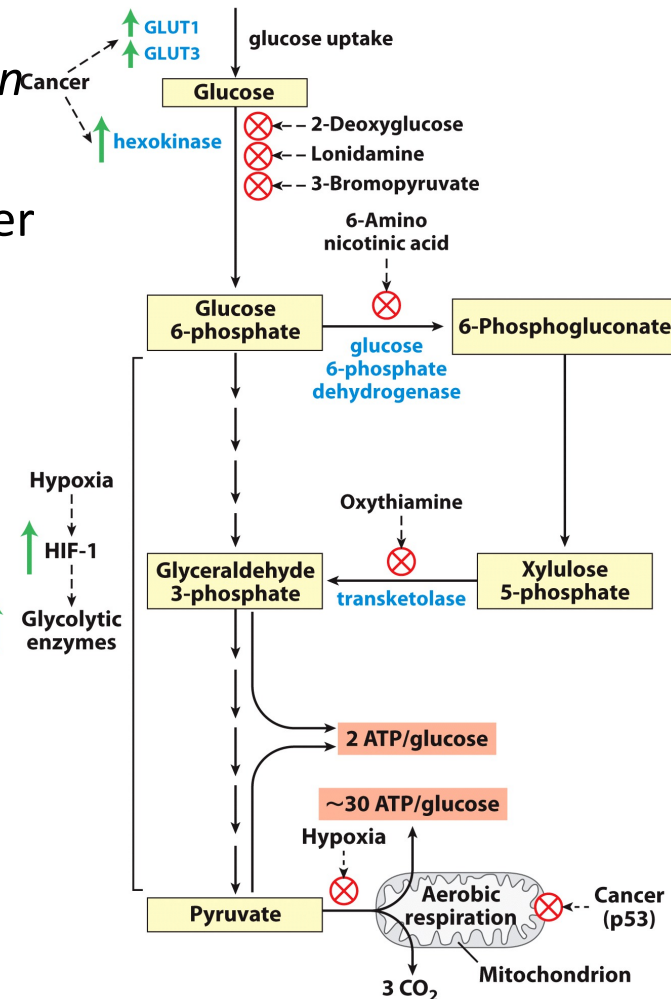 GLUT1
GLUT3
glucose uptake
n
Cancer
Glucose
hexokinase
2-Deoxyglucose
Lonidamine
3-Bromopyruvate
er
6-Amino
nicotinic acid
Glucose
6-phosphate
6-Phosphogluconate
glucose
6-phosphate
dehydrogenase
Hypoxia
HIF-1
Glycolytic
enzymes
Oxythiamine
Glyceraldehyde
3-phosphate
transketolase
Xylulose
5-phosphate
2 ATP/glucose
~30 ATP/glucose
Hypoxia
Pyruvate
Aerobic
respiration
Cancer
(p53)
Mitochondrion
3 CO₂